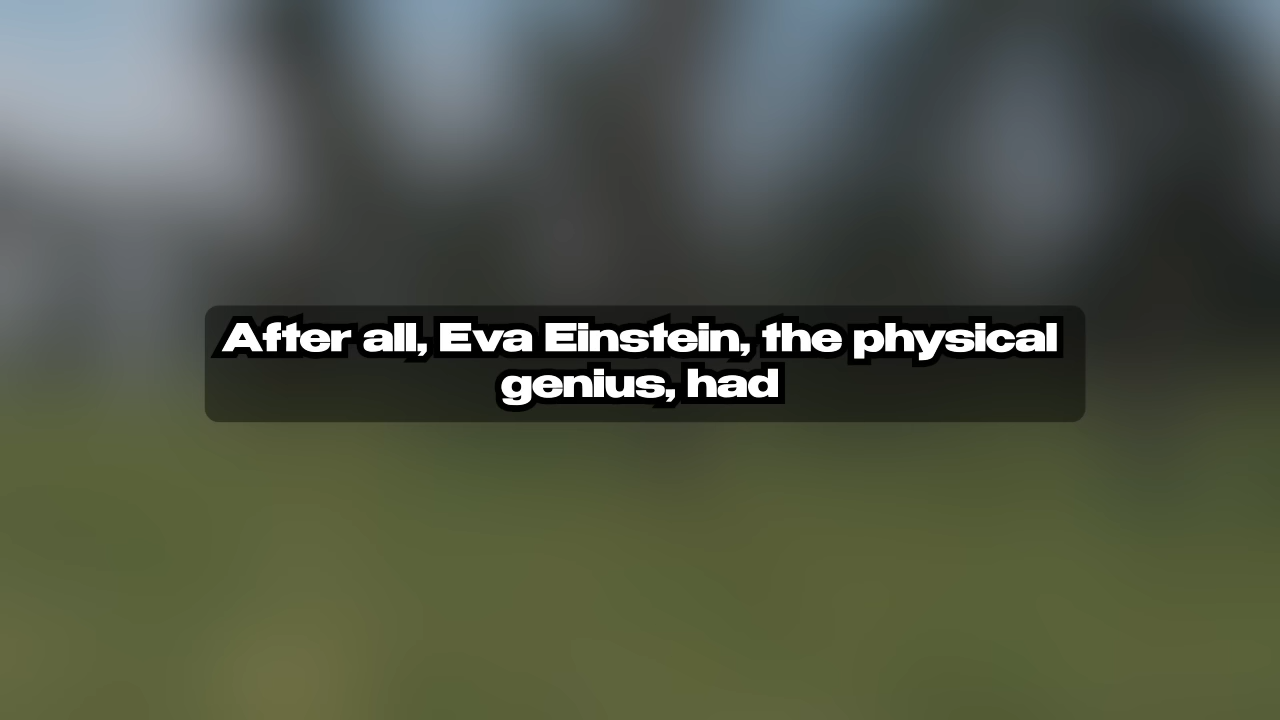 After all, Eva Einstein, the physical
genius, had